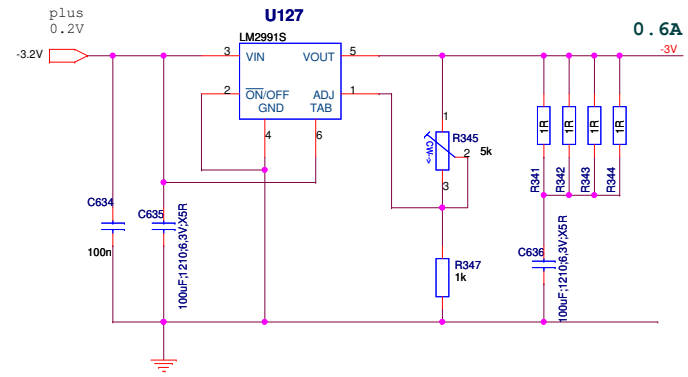 plus
0.2V
U127
0.6A
LM2991S
-3.2V
3
VIN
VOUT
5
-3V
2
ON/OFF
ADJ
1
GND
TAB
4
6
1
R345
CW->
2
5k
3
1R
1R
1R
1R
R341
R342
R343
R344
C634
100n
C635
100uF;1210;6,3V;X5R
R347
1k
C636
100uF;1210;6,3V;X5R